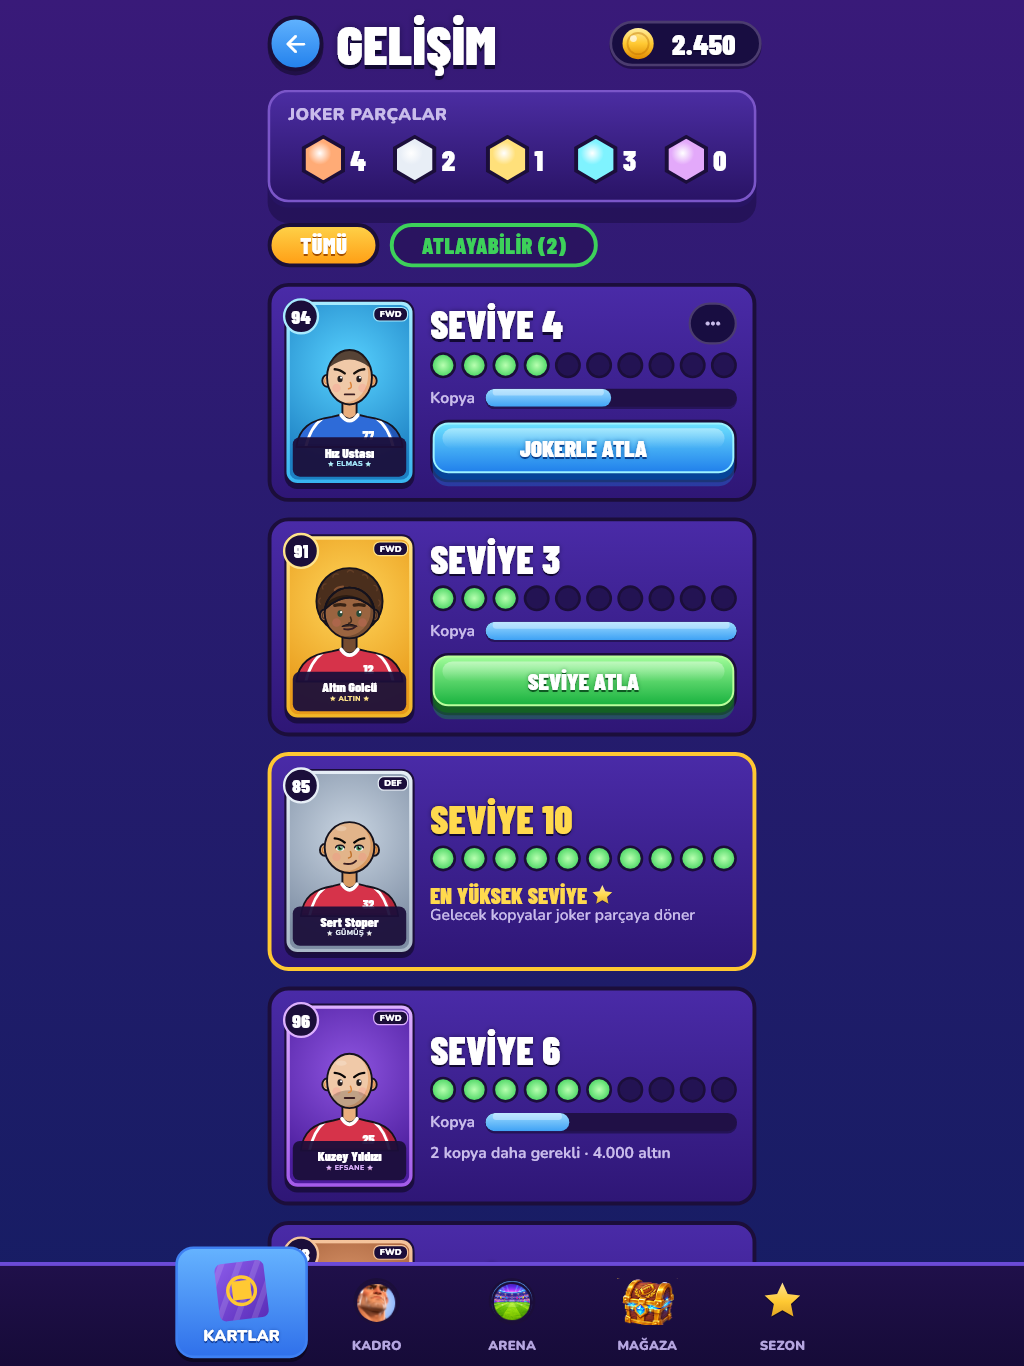 GELİŞİM
2.450
JOKER PARÇALAR
4 2 1 3 0
TÜMÜ
ATLAYABİLİR (2)
94
FWD
77
Hız Ustası
★ ELMAS ★
SEVİYE 4
...
Kopya
JOKERLE ATLA
91
FWD
12
Altın Golcü
★ ALTIN ★
SEVİYE 3
Kopya
SEVİYE ATLA
85
DEF
32
Sert Stoper
★ GÜMÜŞ ★
SEVİYE 10
EN YÜKSEK SEVİYE
Gelecek kopyalar joker parçaya döner
96
FWD
25
Kuzey Yıldızı
★ EFSANE ★
SEVİYE 6
Kopya
2 kopya daha gerekli · 4.000 altın
FWD
KARTLAR
KADRO
ARENA
MAĞAZA
SEZON